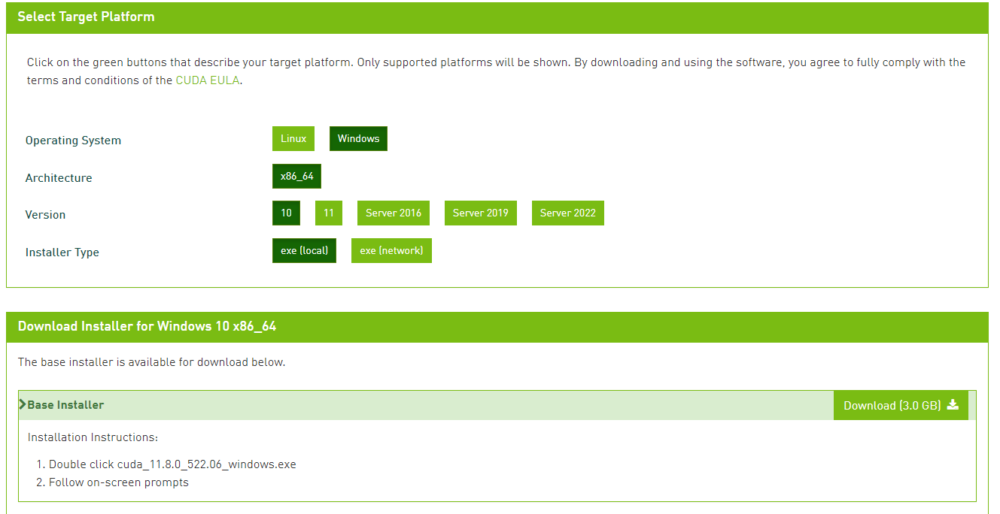 Select Target Platform
Click on the green buttons that describe your target platform. Only supported platforms will be shown. By downloading and using the software, you agree to fully comply with the
terms and conditions of the CUDA EULA.
Operating System Linux Windows
Architecture x86_64
Version 10 11 Server 2016 Server 2019 Server 2022
Installer Type exe (local) exe (network)
Download Installer for Windows 10 x86_64
The base installer is available for download below.
Base Installer Download (3.0 GB)
Installation Instructions:
1. Double click cuda_11.8.0_522.06_windows.exe
2. Follow on-screen prompts